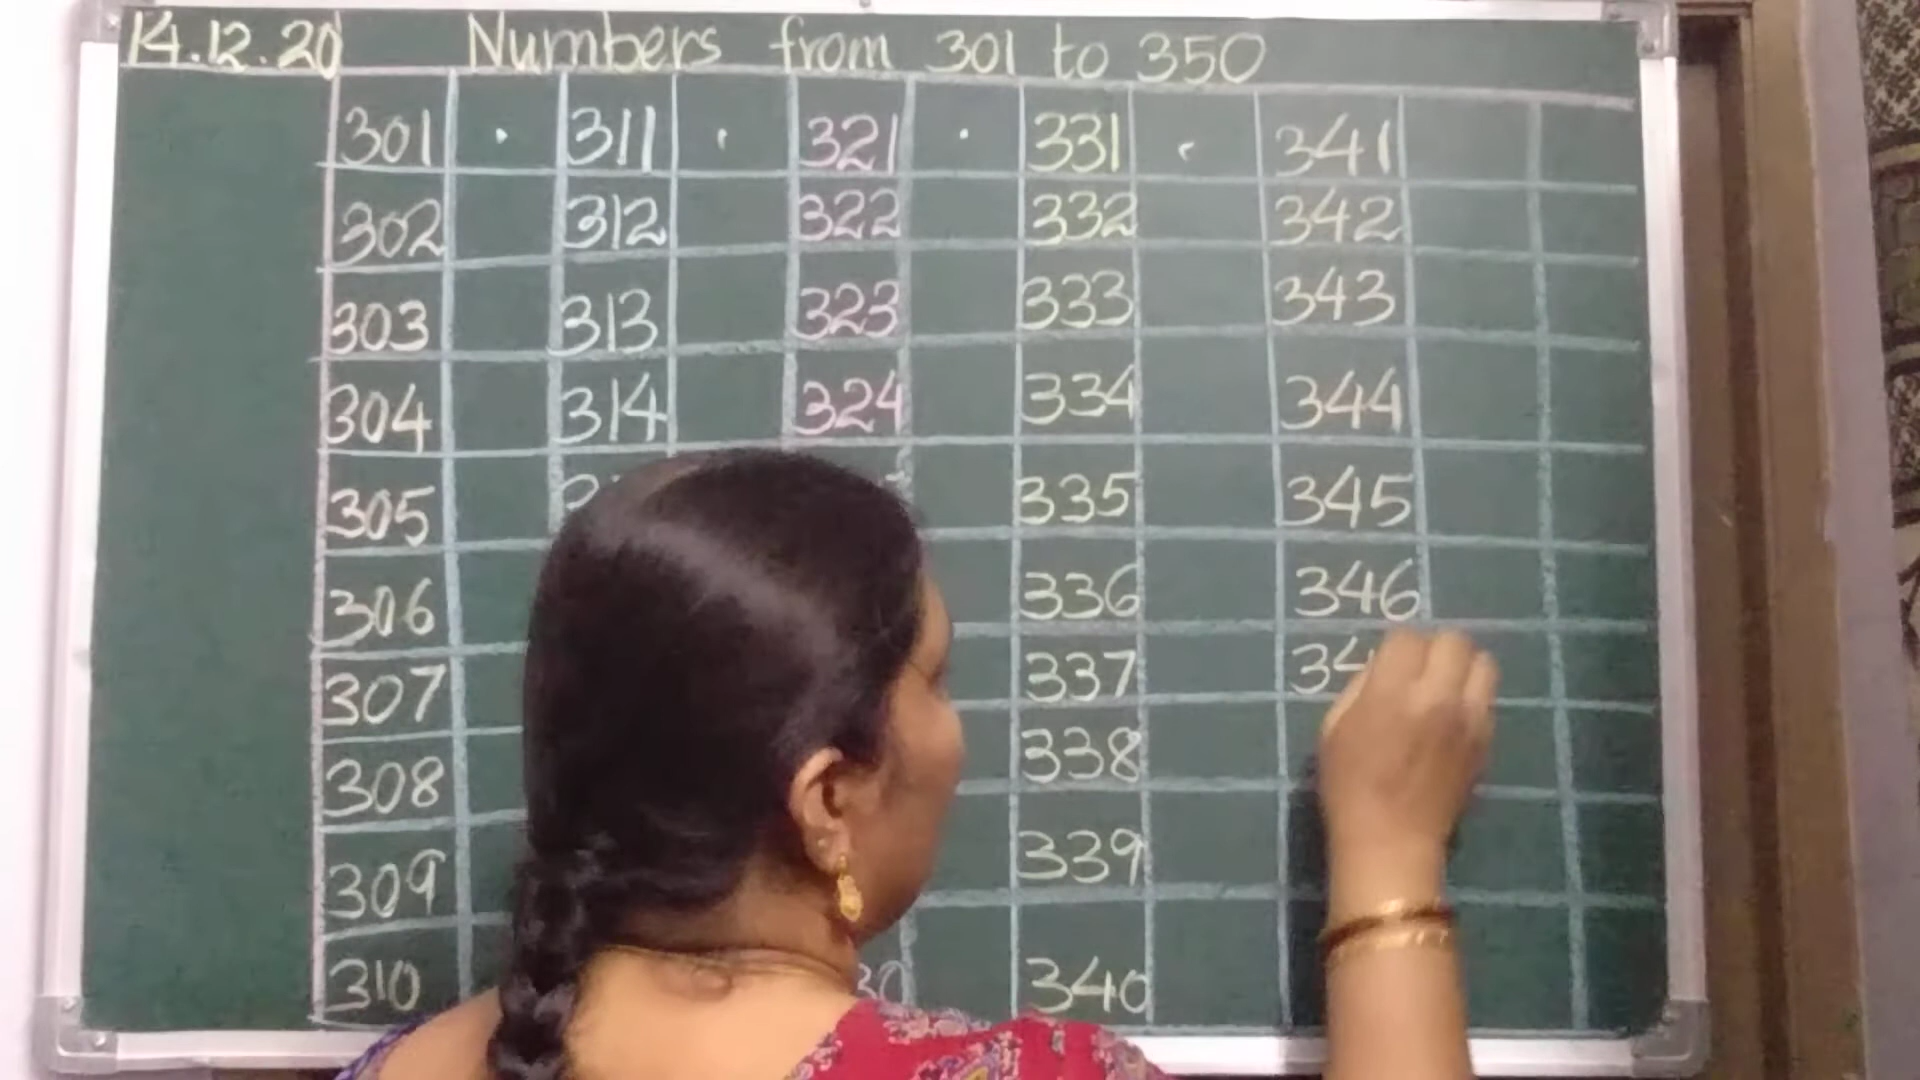 14.12.20 Numbers from 301 to 350
301 . 311 . 321 . 331 . 341
302 312 322 332 342
303 313 323 333 343
304 314 324 334 344
305 335 345
306 336 346
307 337 34
308 338
309 339
310 30 340